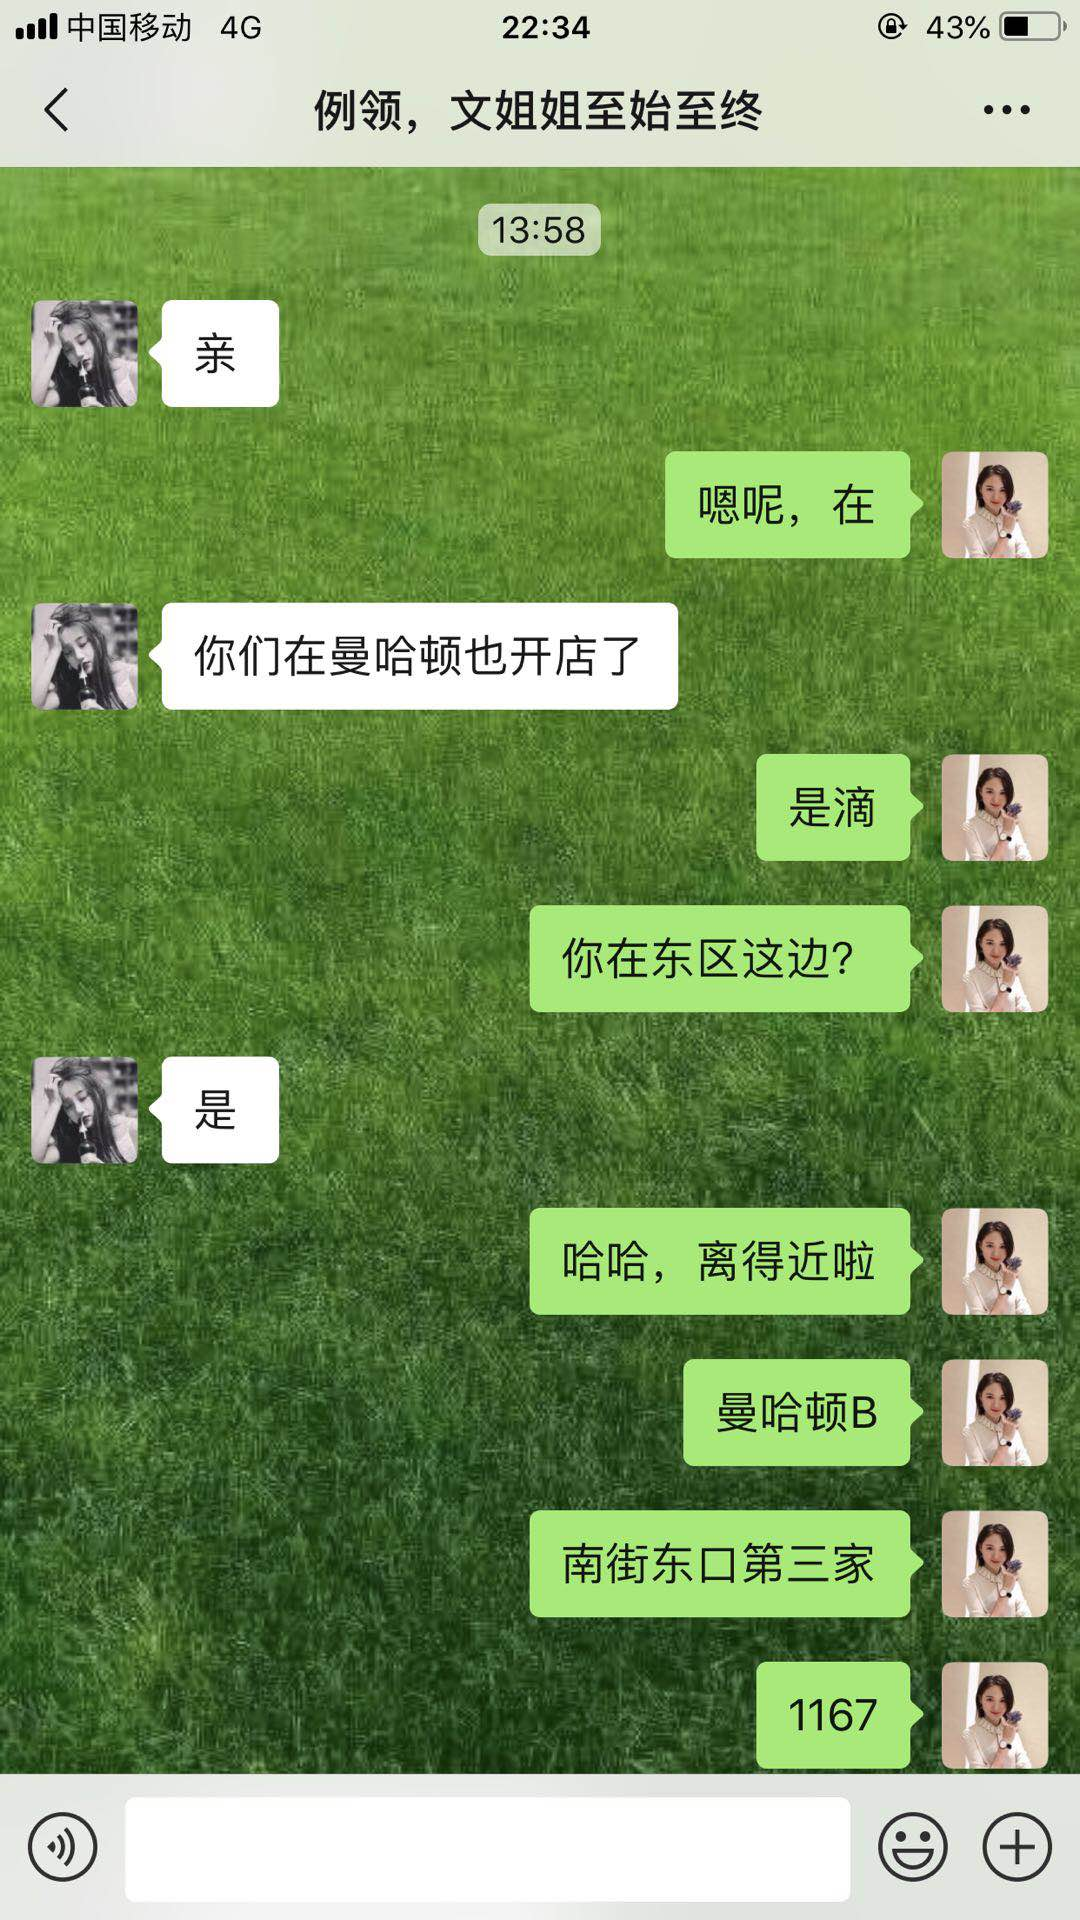 中国移动 4G 22:34 43%
例领，文姐姐至始至终
13:58
亲
嗯呢，在
你们在曼哈顿也开店了
是滴
你在东区这边?
是
哈哈，离得近啦
曼哈顿B
南街东口第三家
1167